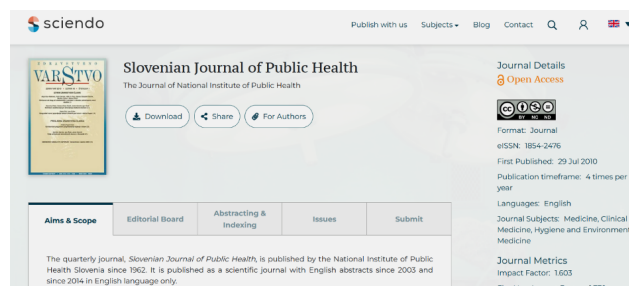 sciendo
Publish with us Subjects Blog Contact
VARSTVO
Slovenian Journal of Public Health
The Journal of National Institute of Public Health
Download Share For Authors
Journal Details
Open Access
CC BY NC ND
Format: Journal
eISSN: 1854-2476
First Published: 29 Jul 2010
Publication timeframe: 4 times per
year
Languages: English
Journal Subjects: Medicine, Clinical
Medicine, Hygiene and Environment
Medicine
Journal Metrics
Impact Factor: 1.603
Aims & Scope Editorial Board Abstracting & Indexing Issues Submit
The quarterly journal, Slovenian Journal of Public Health, is published by the National Institute of Public
Health Slovenia since 1962. It is published as a scientific journal with English abstracts since 2003 and
since 2014 in English language only.